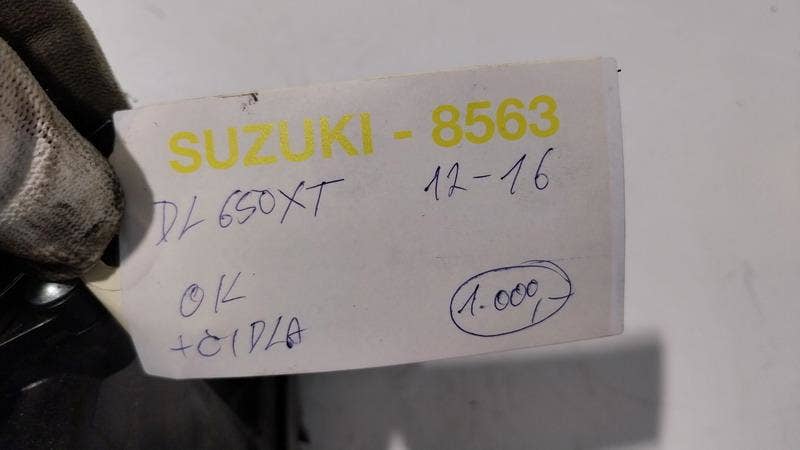 SUZUKI - 8563
DL 650XT 12-16
OK 1.000,-
+ČIDLA